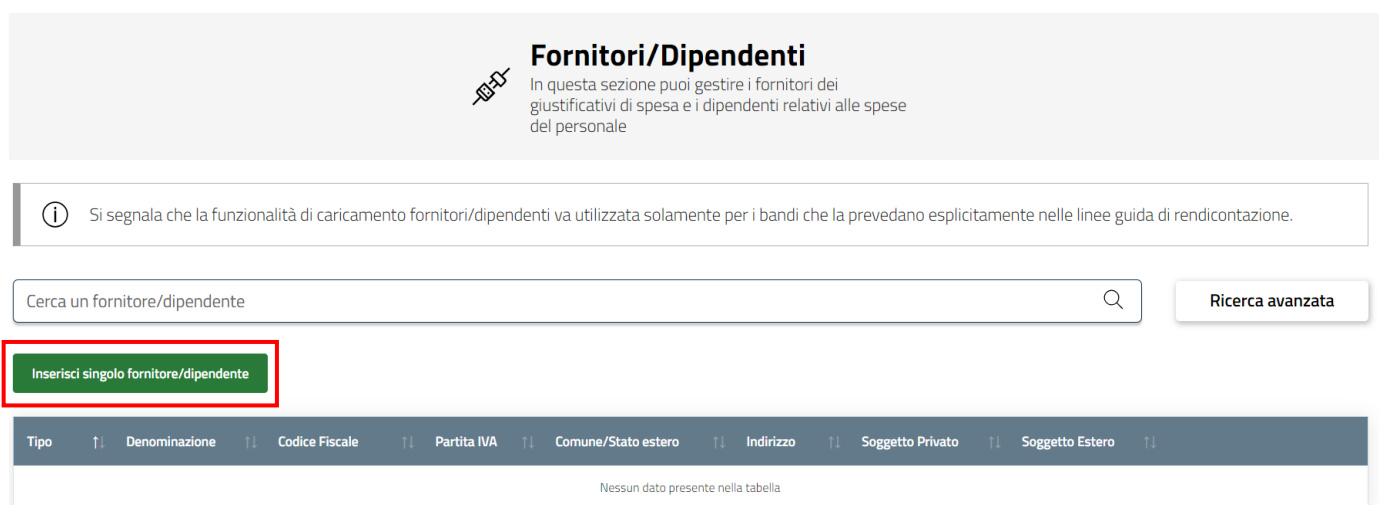 Fornitori/Dipendenti
In questa sezione puoi gestire i fornitori dei
giustificativi di spesa e i dipendenti relativi alle spese
del personale
Si segnala che la funzionalità di caricamento fornitori/dipendenti va utilizzata solamente per i bandi che la prevedano esplicitamente nelle linee guida di rendicontazione.
Cerca un fornitore/dipendente
Ricerca avanzata
Inserisci singolo fornitore/dipendente
Tipo Denominazione Codice Fiscale Partita IVA Comune/Stato estero Indirizzo Soggetto Privato Soggetto Estero
Nessun dato presente nella tabella